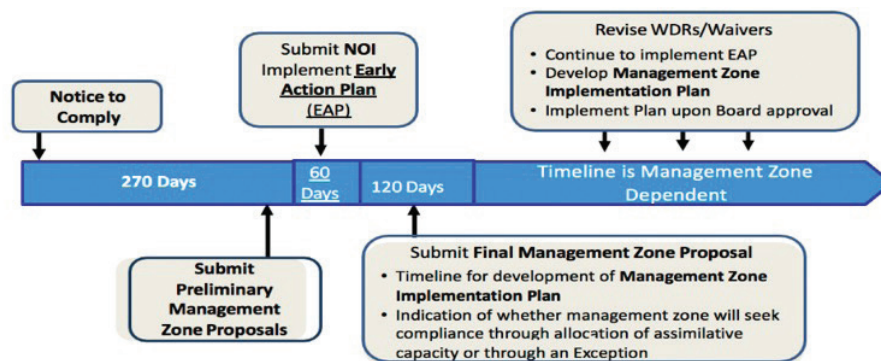 Notice to
Comply
Submit NOI
Implement Early
Action Plan
(EAP)
Revise WDRs/Waivers
• Continue to implement EAP
• Develop Management Zone
Implementation Plan
• Implement Plan upon Board approval
270 Days
60
Days
120 Days
Timeline is Management Zone
Dependent
Submit
Preliminary
Management
Zone Proposals
Submit Final Management Zone Proposal
• Timeline for development of Management Zone
Implementation Plan
• Indication of whether management zone will seek
compliance through allocation of assimilative
capacity or through an Exception